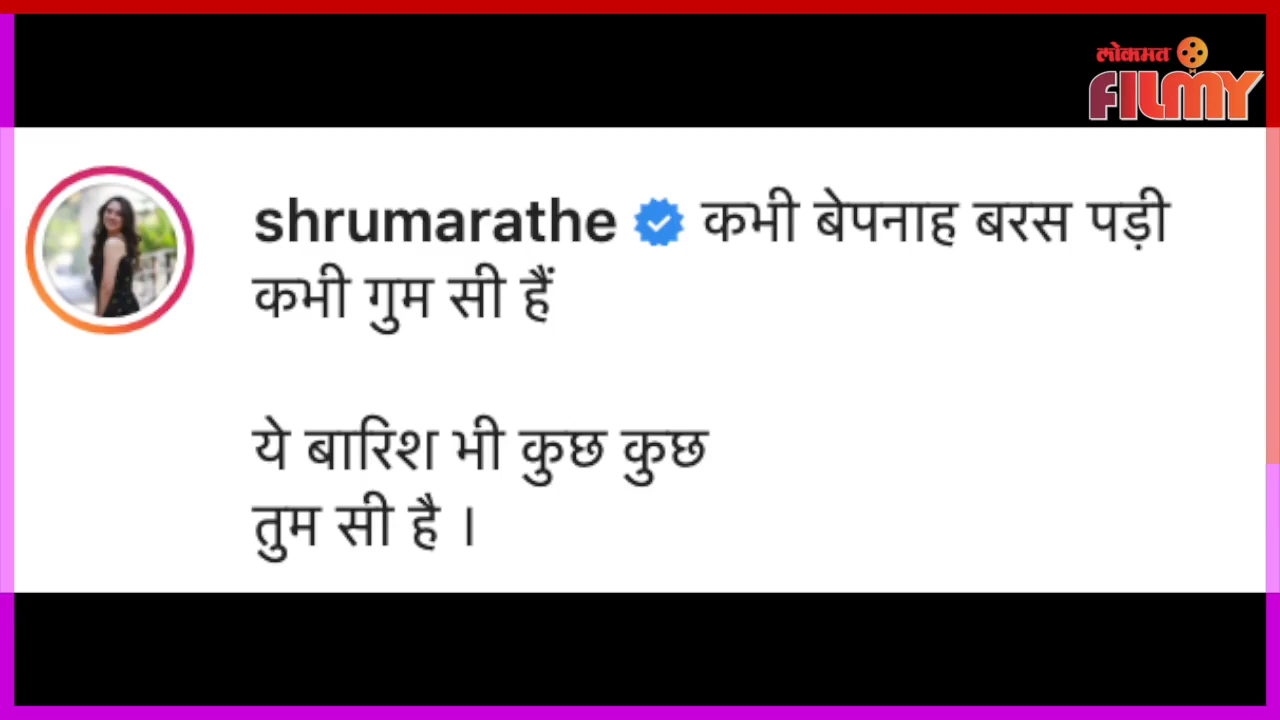 लोकमत
FILMY
shrumarathe कभी बेपनाह बरस पड़ी
कभी गुम सी हैं
ये बारिश भी कुछ कुछ
तुम सी है ।